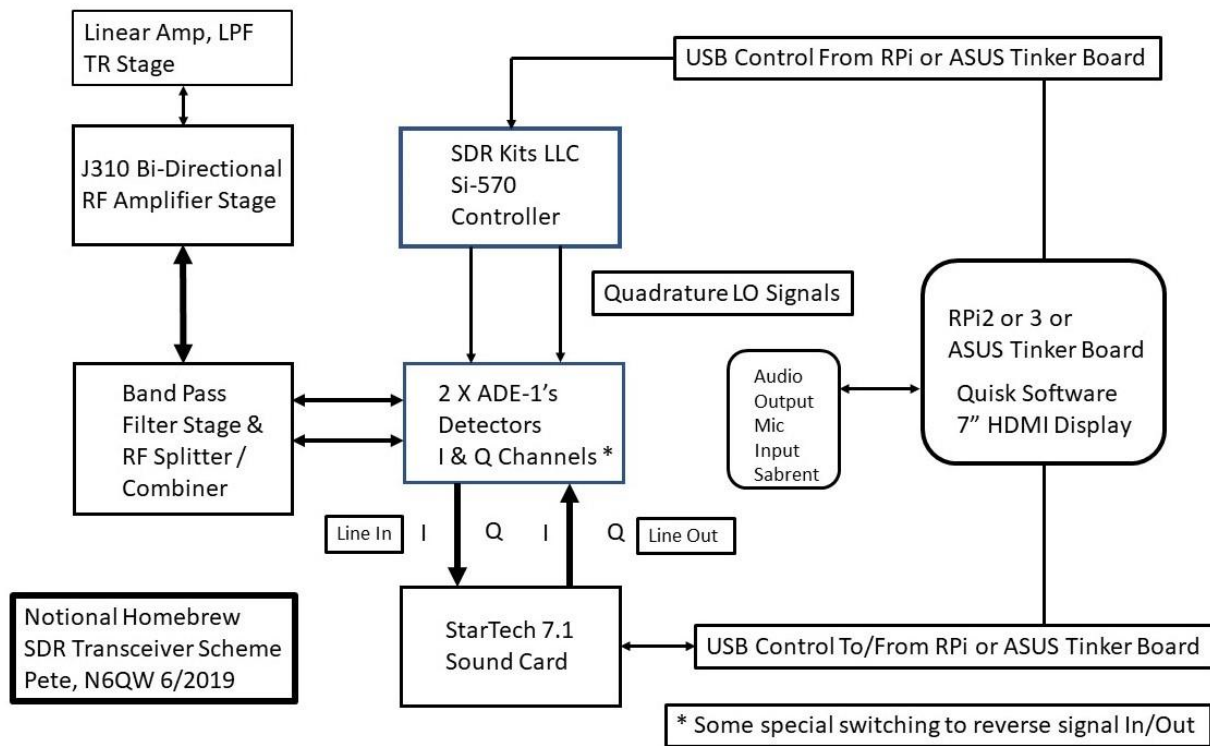 Linear Amp, LPF
TR Stage
USB Control From RPi or ASUS Tinker Board
J310 Bi-Directional
RF Amplifier Stage
SDR Kits LLC
Si-570
Controller
Quadrature LO Signals
RPi2 or 3 or
ASUS Tinker Board
Quisk Software
7” HDMI Display
Audio
Output
Mic
Input
Sabrent
Band Pass
Filter Stage &
RF Splitter /
Combiner
2 X ADE-1’s
Detectors
I & Q Channels *
Line In I Q I Q Line Out
StarTech 7.1
Sound Card
USB Control To/From RPi or ASUS Tinker Board
Notional Homebrew
SDR Transceiver Scheme
Pete, N6QW 6/2019
* Some special switching to reverse signal In/Out